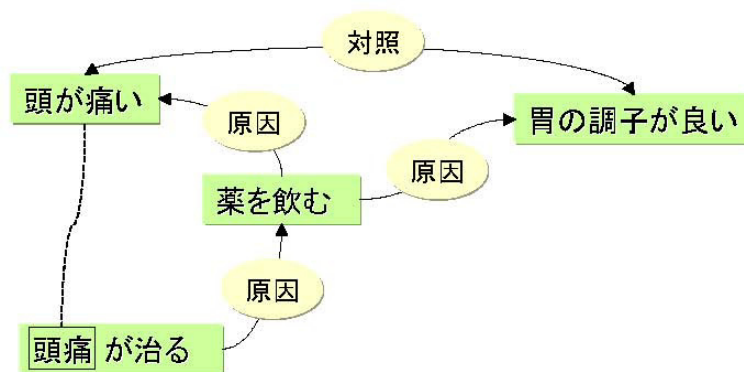 対照
頭が痛い
原因
胃の調子が良い
原因
薬を飲む
原因
頭痛が治る